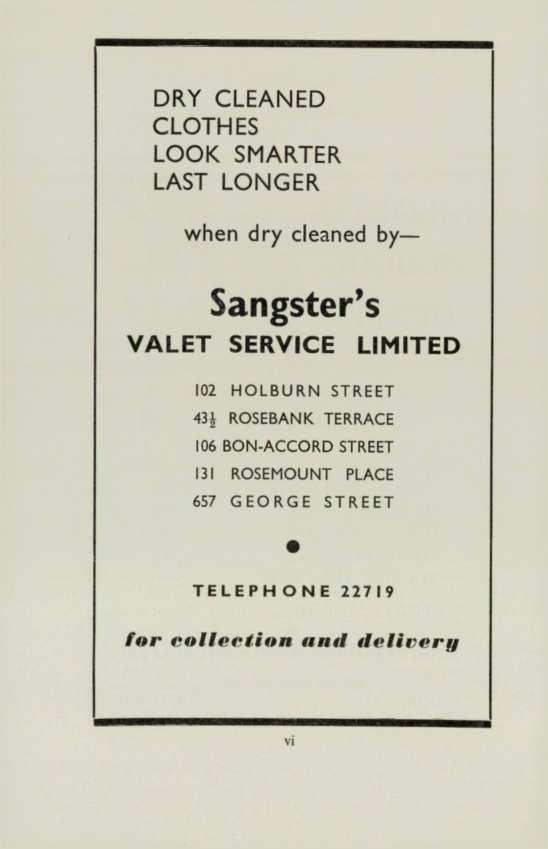 DRY CLEANED
CLOTHES
LOOK SMARTER
LAST LONGER
when dry cleaned by—
Sangster's
VALET SERVICE LIMITED
102 HOLBURN STREET
43½ ROSEBANK TERRACE
106 BON-ACCORD STREET
131 ROSEMOUNT PLACE
657 GEORGE STREET
TELEPHONE 22719
for collection and delivery
vi